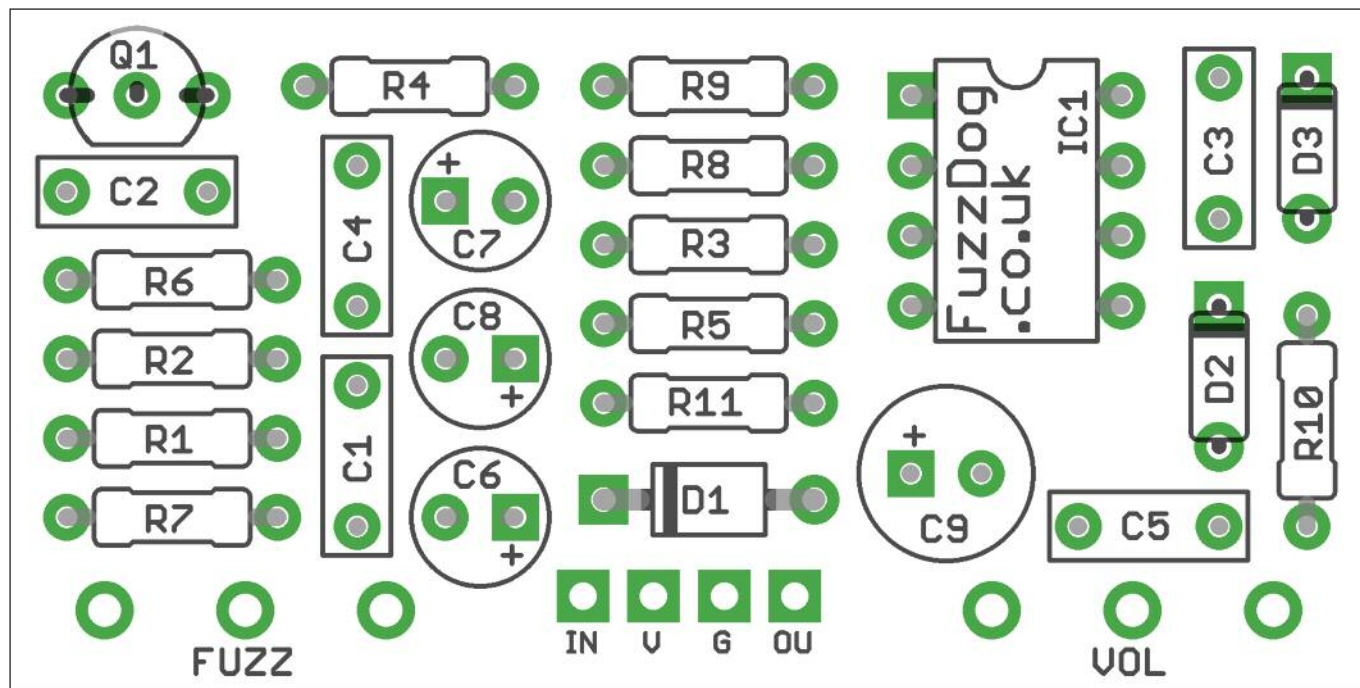 Q1
R4
R9
FuzzDog
.co.uk
IC1
C3
D3
C2
C4
C7
R8
R3
R6
R2
R1
R7
C8
C1
C6
R5
R11
D1
D2
R10
C9
C5
IN V G OU
FUZZ
VOL